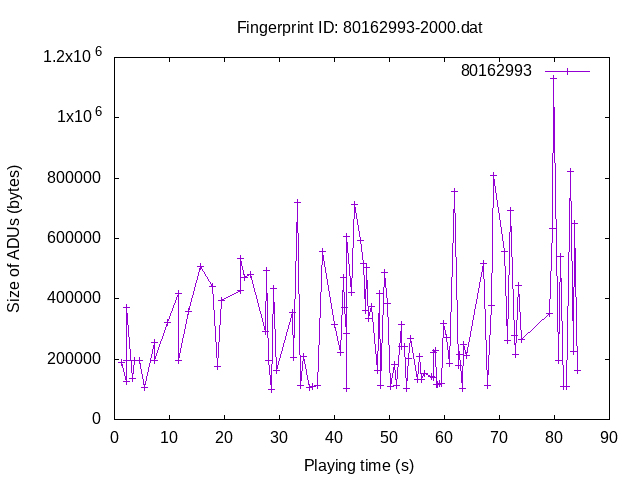 Fingerprint ID: 80162993-2000.dat
80162993
Size of ADUs (bytes)
1.2x10^6
1x10^6
800000
600000
400000
200000
0
0 10 20 30 40 50 60 70 80 90
Playing time (s)